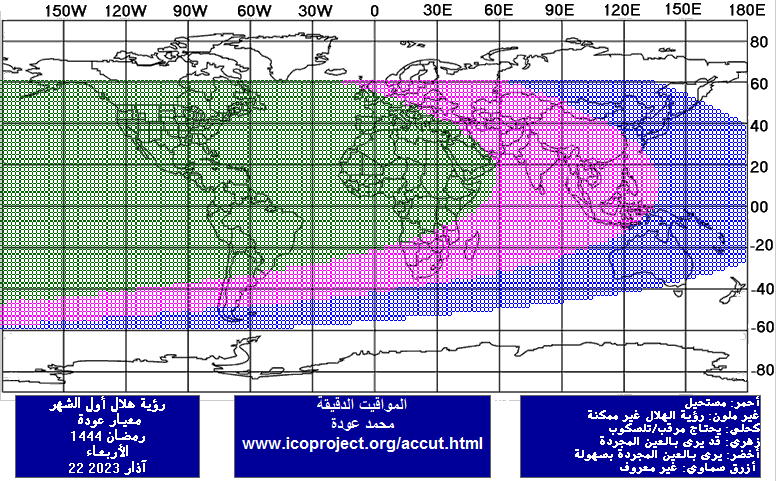 150W 120W 90W 60W 30W 0 30E 60E 90E 120E 150E 180E
80
60
40
20
00
-20
-40
-60
-80
رؤية هلال أول الشهر
معيار عودة
رمضان 1444
الأربعاء
22 آذار 2023
المواقيت الدقيقة
محمد عودة
www.icoproject.org/accut.html
أحمر: مستحيل
غير ملون: رؤية الهلال غير ممكنة
كحلي: يحتاج مرقب/تلسكوب
زهري: قد يرى بالعين المجردة
أخضر: يرى بالعين المجردة بسهولة
أزرق سماوي: غير معروف